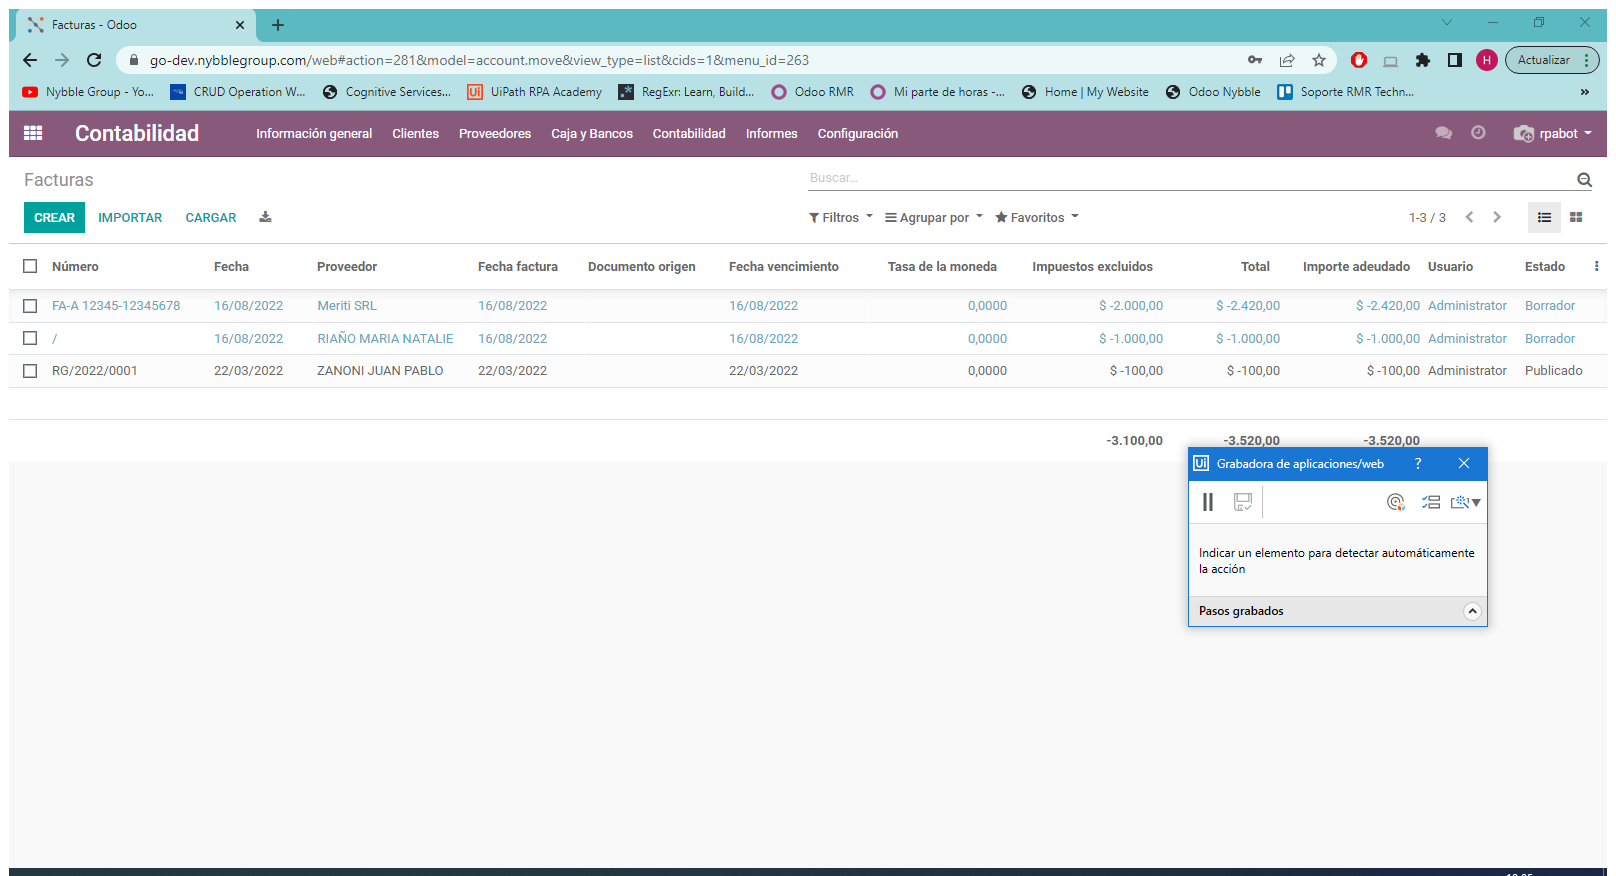 Facturas - Odoo
go-dev.nybblegroup.com/web#action=281&model=account.move&view_type=list&cids=1&menu_id=263
H
Actualizar
Nybble Group - Yo...
CRUD Operation W...
Cognitive Services...
UiPath RPA Academy
RegExr: Learn, Build...
Odoo RMR
Mi parte de horas -...
Home | My Website
Odoo Nybble
Soporte RMR Techn...
»
Contabilidad
Información general
Clientes
Proveedores
Caja y Bancos
Contabilidad
Informes
Configuración
rpabot
Facturas
Buscar...
CREAR
IMPORTAR
CARGAR
Filtros
Agrupar por
Favoritos
1-3 / 3
Número Fecha Proveedor Fecha factura Documento origen Fecha vencimiento Tasa de la moneda Impuestos excluidos Total Importe adeudado Usuario Estado
FA-A 12345-12345678 16/08/2022 Meriti SRL 16/08/2022 16/08/2022 0,0000 $ -2.000,00 $ -2.420,00 $ -2.420,00 Administrator Borrador
/ 16/08/2022 RIAÑO MARIA NATALIE 16/08/2022 16/08/2022 0,0000 $ -1.000,00 $ -1.000,00 $ -1.000,00 Administrator Borrador
RG/2022/0001 22/03/2022 ZANONI JUAN PABLO 22/03/2022 22/03/2022 0,0000 $ -100,00 $ -100,00 $ -100,00 Administrator Publicado
-3.100,00 -3.520,00 -3.520,00
Ui Grabadora de aplicaciones/web ?
Indicar un elemento para detectar automáticamente
la acción
Pasos grabados